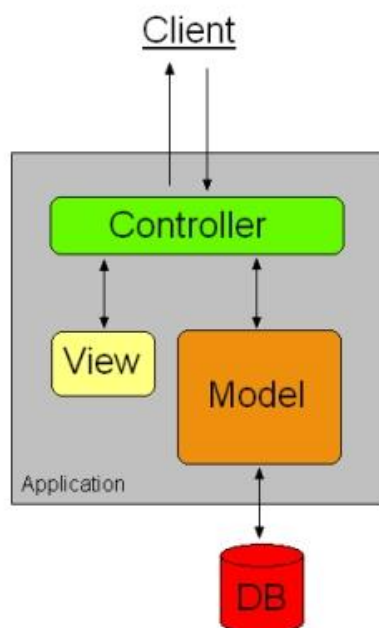 Client
Controller
View
Model
Application
DB